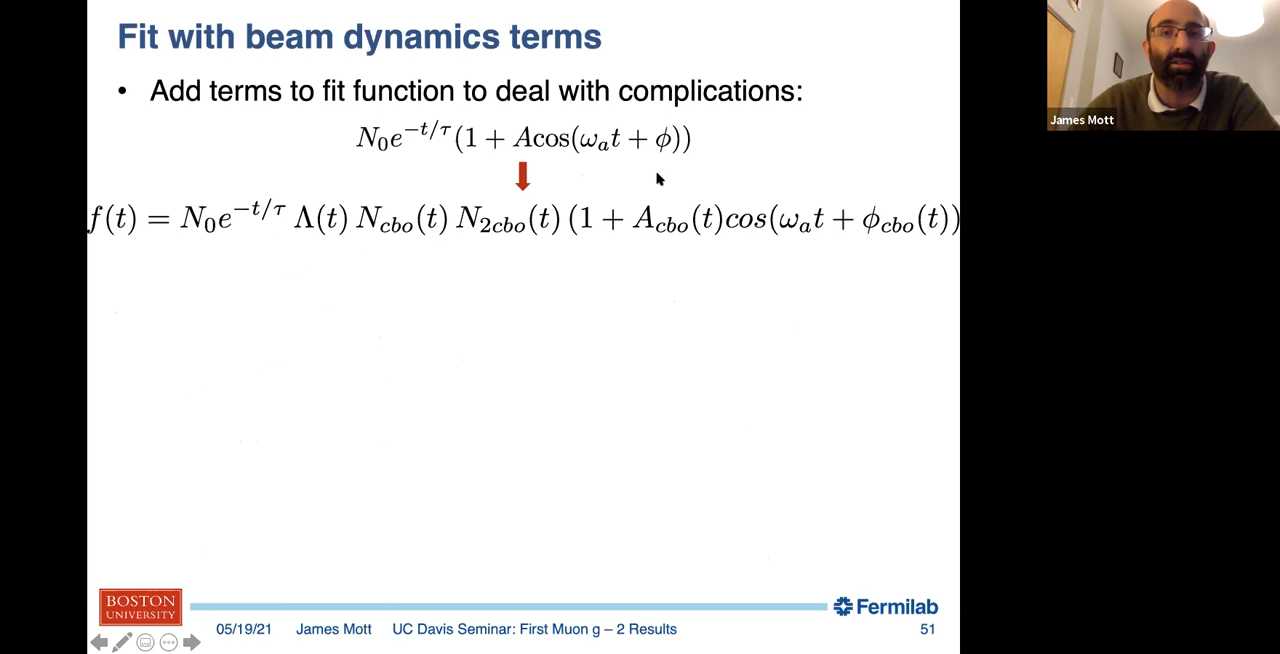 Fit with beam dynamics terms
• Add terms to fit function to deal with complications:
N₀e^{−t/τ}(1 + Acos(ωₐt + ϕ))
f(t) = N₀e^{−t/τ} Λ(t) N_{cbo}(t) N_{2cbo}(t) (1 + A_{cbo}(t)cos(ωₐt + ϕ_{cbo}(t))
James Mott
BOSTON
UNIVERSITY
Fermilab
05/19/21 James Mott UC Davis Seminar: First Muon g – 2 Results 51